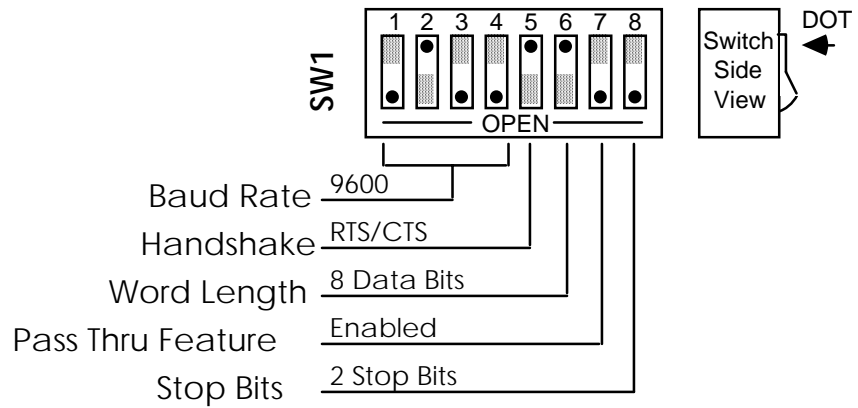 1 2 3 4 5 6 7 8
SW1
OPEN
DOT
Switch
Side
View
Baud Rate 9600
Handshake RTS/CTS
Word Length 8 Data Bits
Pass Thru Feature Enabled
Stop Bits 2 Stop Bits